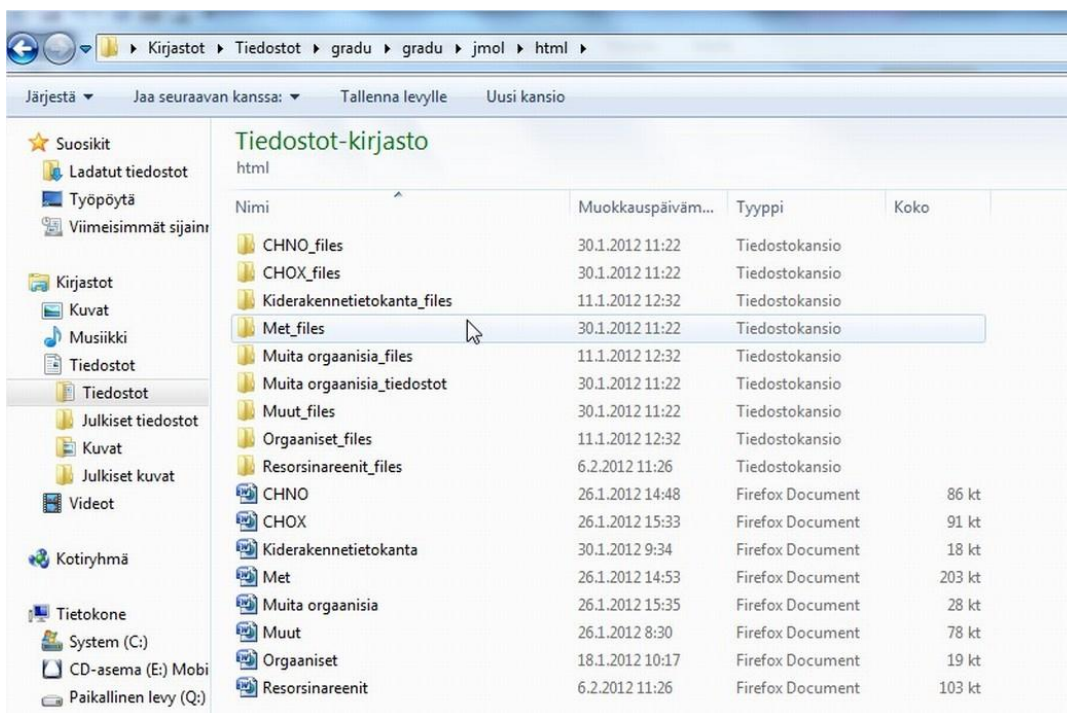 Kirjastot Tiedostot gradu gradu jmol html
Järjestä Jaa seuraavan kanssa: Tallenna levylle Uusi kansio
Suosikit
Ladatut tiedostot
Työpöytä
Viimeisimmät sijainn
Kirjastot
Kuvat
Musiikki
Tiedostot
Tiedostot
Julkiset tiedostot
Kuvat
Julkiset kuvat
Videot
Kotiryhmä
Tietokone
System (C:)
CD-asema (E:) Mobi
Paikallinen levy (Q:)
Tiedostot-kirjasto
html
Nimi Muokkauspäiväm... Tyyppi Koko
CHNO_files 30.1.2012 11:22 Tiedostokansio
CHOX_files 30.1.2012 11:22 Tiedostokansio
Kiderakennetietokanta_files 11.1.2012 12:32 Tiedostokansio
Met_files 30.1.2012 11:22 Tiedostokansio
Muita orgaanisia_files 11.1.2012 12:32 Tiedostokansio
Muita orgaanisia_tiedostot 30.1.2012 11:22 Tiedostokansio
Muut_files 30.1.2012 11:22 Tiedostokansio
Orgaaniset_files 11.1.2012 12:32 Tiedostokansio
Resorsinareenit_files 6.2.2012 11:26 Tiedostokansio
CHNO 26.1.2012 14:48 Firefox Document 86 kt
CHOX 26.1.2012 15:33 Firefox Document 91 kt
Kiderakennetietokanta 30.1.2012 9:34 Firefox Document 18 kt
Met 26.1.2012 14:53 Firefox Document 203 kt
Muita orgaanisia 26.1.2012 15:35 Firefox Document 28 kt
Muut 26.1.2012 8:30 Firefox Document 78 kt
Orgaaniset 18.1.2012 10:17 Firefox Document 19 kt
Resorsinareenit 6.2.2012 11:26 Firefox Document 103 kt